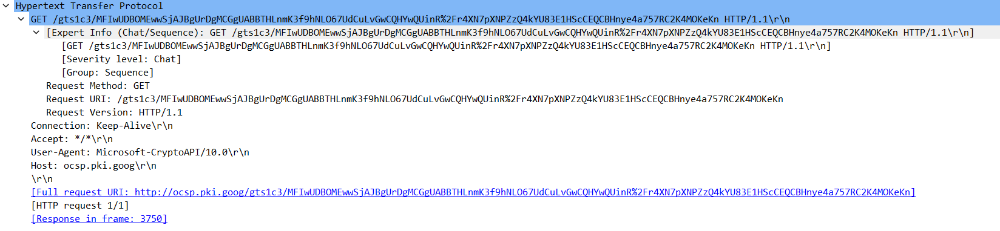 Hypertext Transfer Protocol
GET /gts1c3/MFIwUDBOMEwwSjAJBgUrDgMCGgUABBTHLnmK3f9hNLO67UdCuLvGwCQHYwQUinR%2Fr4XN7pXNPZzQ4kYU83E1HScCEQCBHnye4a757RC2K4MOKeKn HTTP/1.1\r\n
[Expert Info (Chat/Sequence): GET /gts1c3/MFIwUDBOMEwwSjAJBgUrDgMCGgUABBTHLnmK3f9hNLO67UdCuLvGwCQHYwQUinR%2Fr4XN7pXNPZzQ4kYU83E1HScCEQCBHnye4a757RC2K4MOKeKn HTTP/1.1\r\n]
[GET /gts1c3/MFIwUDBOMEwwSjAJBgUrDgMCGgUABBTHLnmK3f9hNLO67UdCuLvGwCQHYwQUinR%2Fr4XN7pXNPZzQ4kYU83E1HScCEQCBHnye4a757RC2K4MOKeKn HTTP/1.1\r\n]
[Severity level: Chat]
[Group: Sequence]
Request Method: GET
Request URI: /gts1c3/MFIwUDBOMEwwSjAJBgUrDgMCGgUABBTHLnmK3f9hNLO67UdCuLvGwCQHYwQUinR%2Fr4XN7pXNPZzQ4kYU83E1HScCEQCBHnye4a757RC2K4MOKeKn
Request Version: HTTP/1.1
Connection: Keep-Alive\r\n
Accept: */*\r\n
User-Agent: Microsoft-CryptoAPI/10.0\r\n
Host: ocsp.pki.goog\r\n
\r\n
[Full request URI: http://ocsp.pki.goog/gts1c3/MFIwUDBOMEwwSjAJBgUrDgMCGgUABBTHLnmK3f9hNLO67UdCuLvGwCQHYwQUinR%2Fr4XN7pXNPZzQ4kYU83E1HScCEQCBHnye4a757RC2K4MOKeKn]
[HTTP request 1/1]
[Response in frame: 3750]